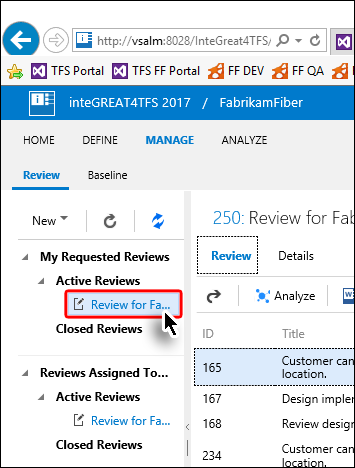 http://vsalm:8028/InteGreat4TFS/
TFS Portal TFS FF Portal FF DEV FF QA
inteGREAT4TFS 2017 / FabrikamFiber
HOME DEFINE MANAGE ANALYZE
Review Baseline
New
250: Review for Fab
My Requested Reviews
Review Details
Active Reviews
Review for Fa...
Analyze
Closed Reviews
ID Title
165 Customer can
location.
Reviews Assigned To...
Active Reviews
167 Design implem
Review for Fa...
168 Review design
Closed Reviews
234 Customer can
location.